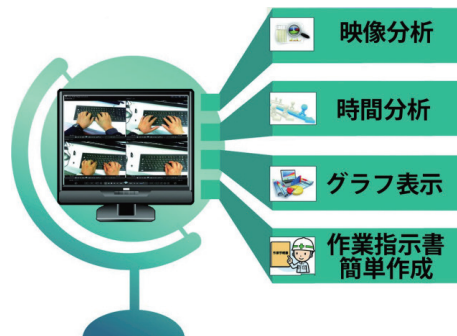 映像分析
時間分析
グラフ表示
作業指示書
簡単作成